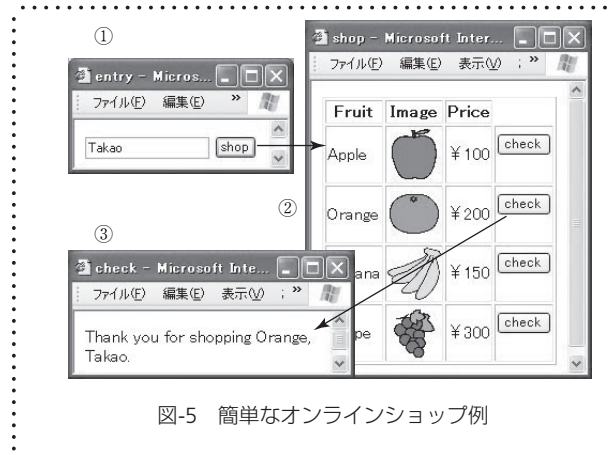 ①
entry - Micros...
ファイル(F) 編集(E) »
Takao shop
②
shop - Microsoft Inter...
ファイル(F) 編集(E) 表示(V) »
Fruit Image Price
Apple ¥100 check
Orange ¥200 check
ana ¥150 check
pe ¥300 check
③
check - Microsoft Inte...
ファイル(F) 編集(E) 表示(V) »
Thank you for shopping Orange,
Takao.
図-5 簡単なオンラインショップ例